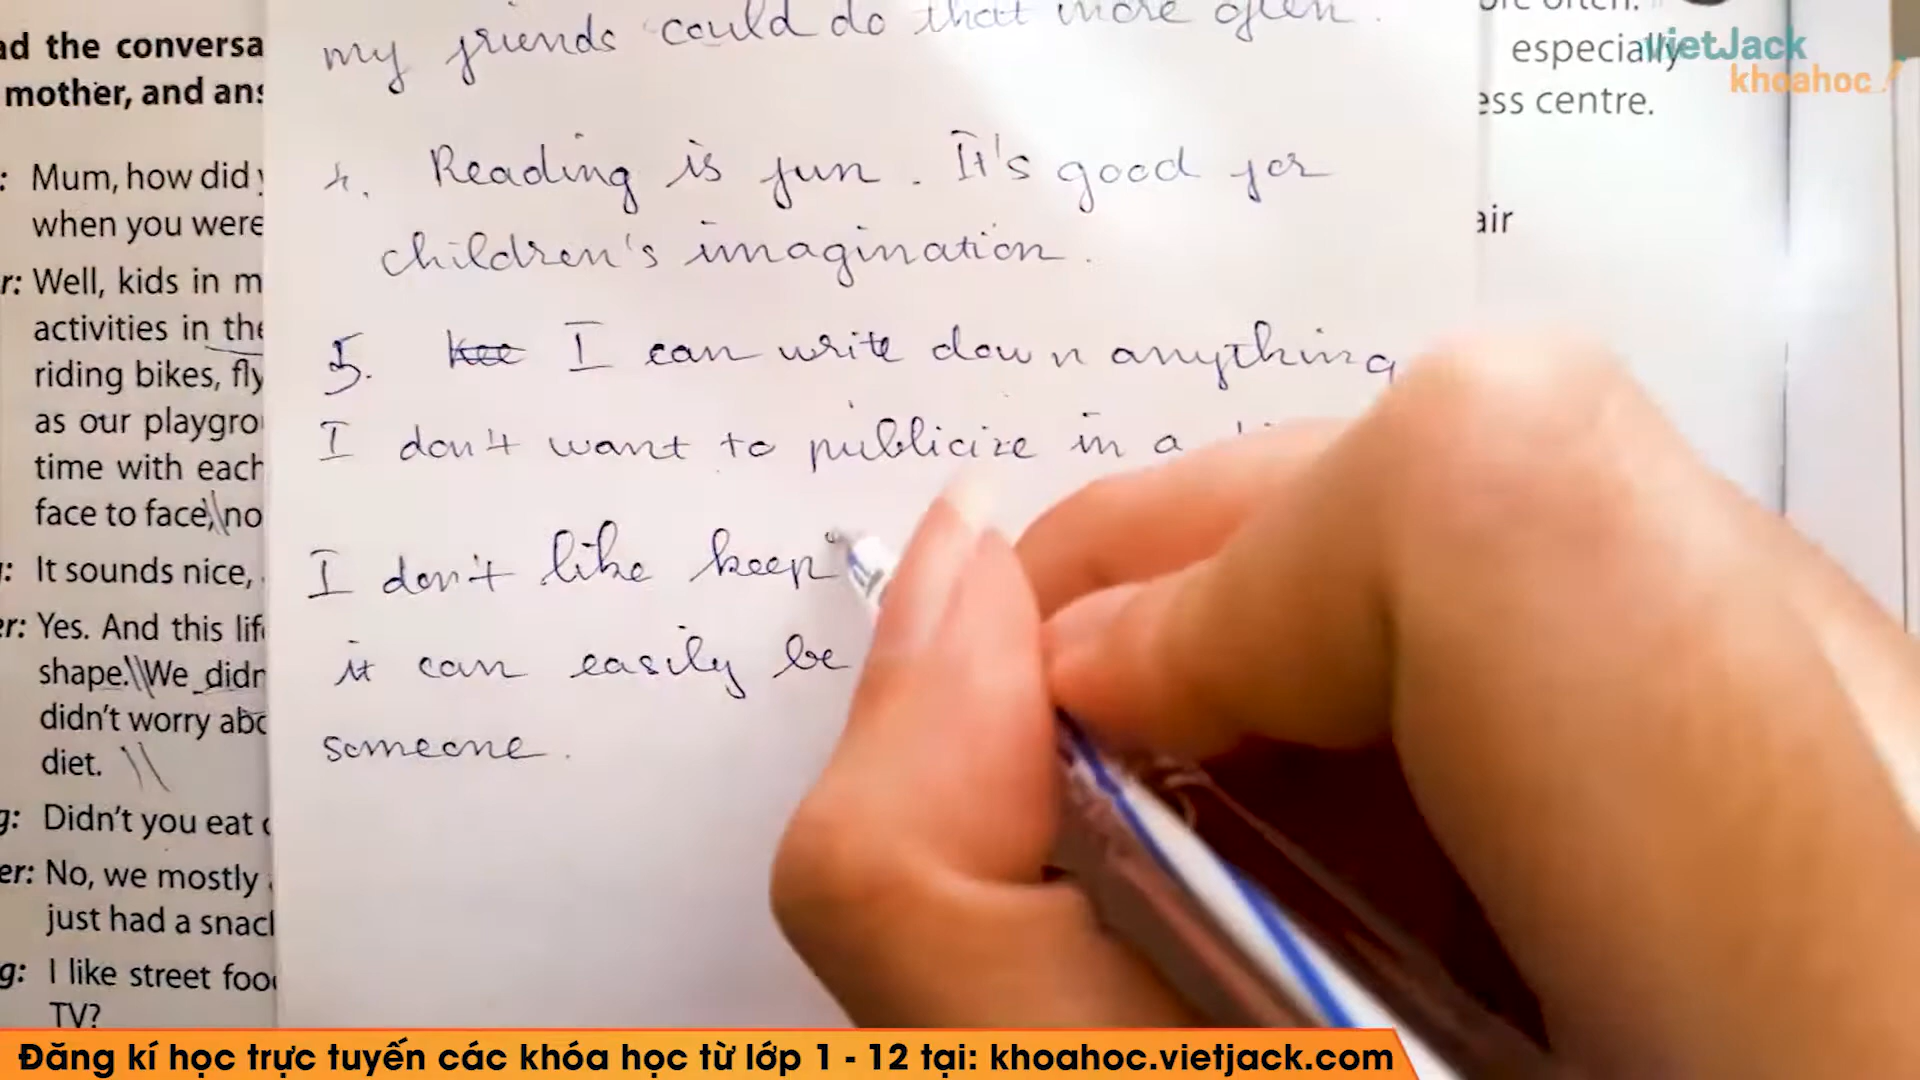 ad the conversa
mother, and ans
: Mum, how did y
when you were
r: Well, kids in m
activities in the
riding bikes, fly
as our playgro
time with each
face to face, no
: It sounds nice,
er: Yes. And this life
shape. We didn
didn't worry abo
diet.
g: Didn't you eat
er: No, we mostly
just had a snack
g: I like street food
TV?
my friends could do that more often.
4. Reading is fun. It's good for
children's imagination.
5. I can write down anything
I don't want to publicize in a
I don't like keep
it can easily be
someone.
especially
ess centre.
air
vietJack
khoahoc
Đăng kí học trực tuyến các khóa học từ lớp 1 - 12 tại: khoahoc.vietjack.com